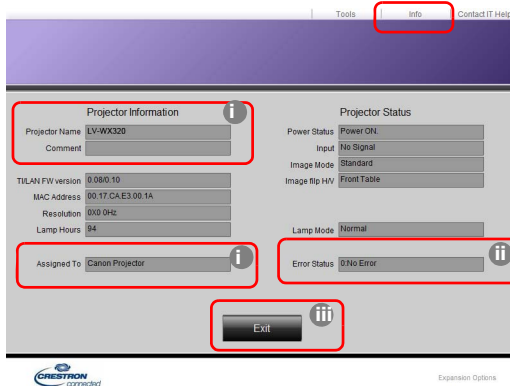 Tools Info Contact IT Help
Projector Information
i
Projector Name LV-WX320
Comment
TI/LAN FW version 0.08/0.10
MAC Address 00.17.CA.E3.00.1A
Resolution 0X0 0Hz
Lamp Hours 94
Assigned To Canon Projector
i
Projector Status
Power Status Power ON.
Input No Signal
Image Mode Standard
Image flip H/V Front Table
Lamp Mode Normal
Error Status 0:No Error
ii
Exit
iii
CRESTRON
connected
Expansion Options